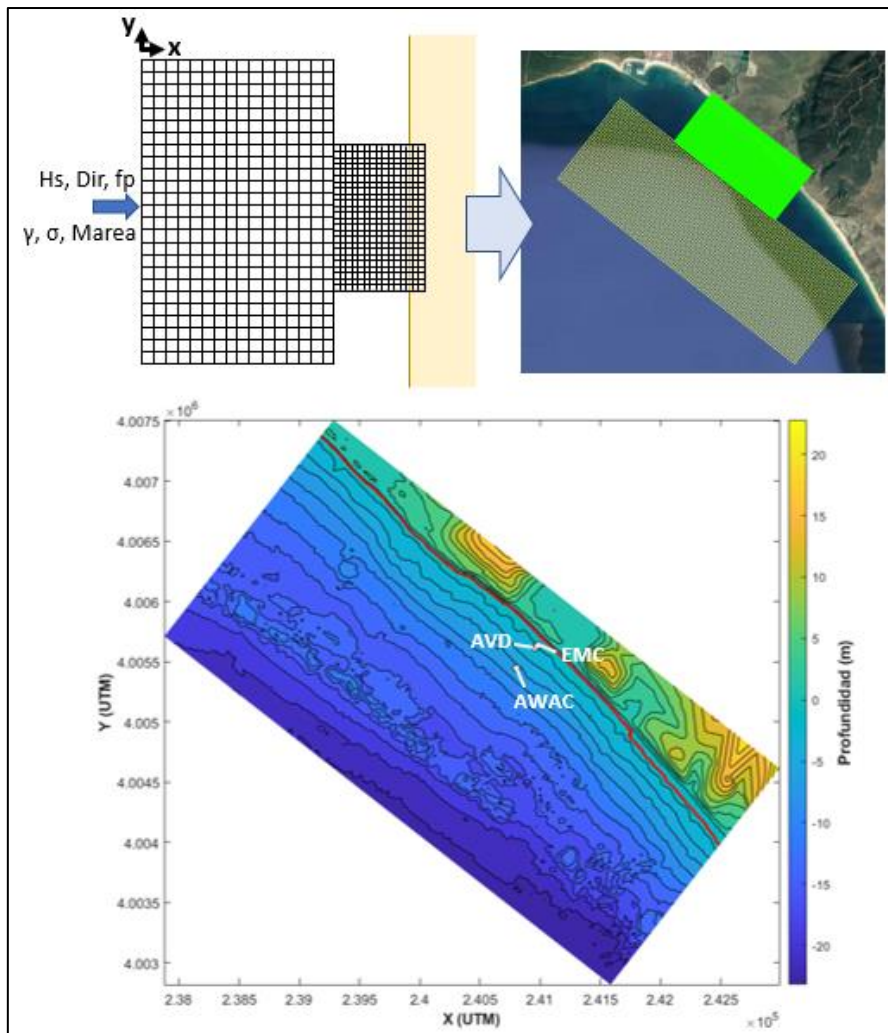 y
x
Hs, Dir, fp
γ, σ, Marea
×10⁶
4.0075
4.007
4.0065
4.006
4.0055
4.005
4.0045
4.004
4.0035
4.003
Y (UTM)
AVD
EMC
AWAC
2.38 2.385 2.39 2.395 2.4 2.405 2.41 2.415 2.42 2.425
X (UTM)
×10⁵
20
15
10
5
0
-5
-10
-15
-20
Profundidad (m)